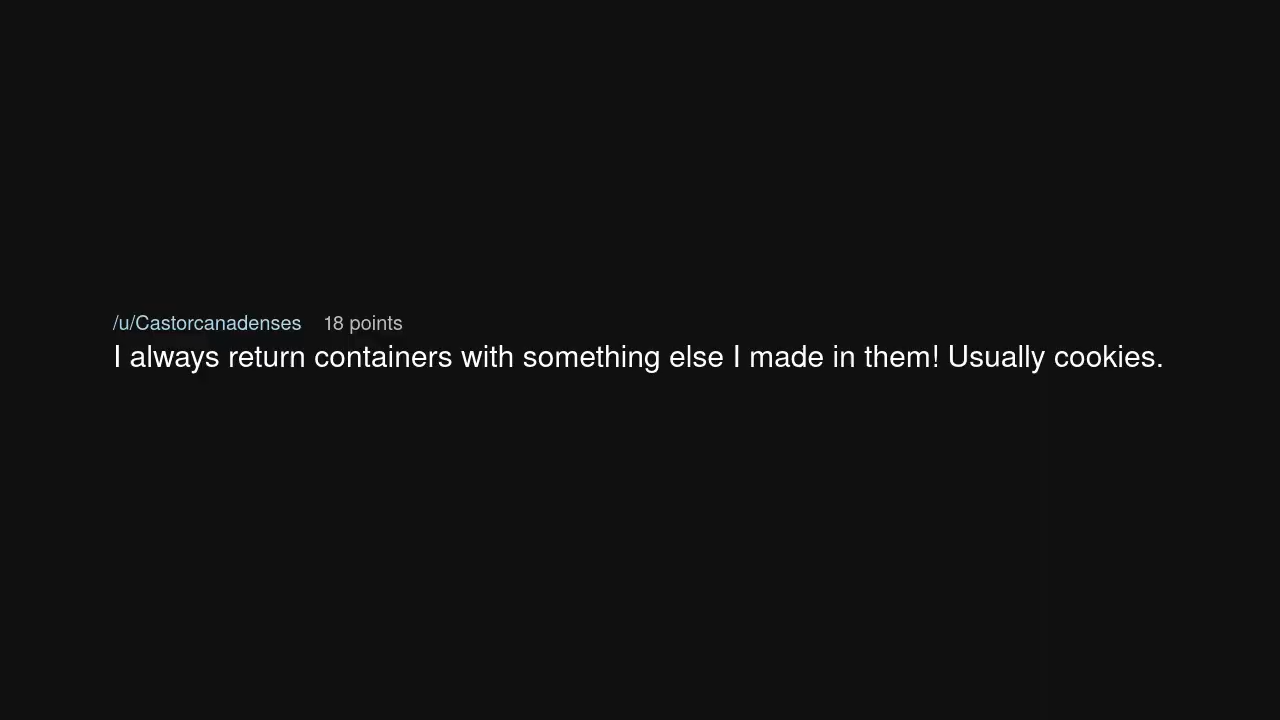 /u/Castorcanadenses 18 points
I always return containers with something else I made in them! Usually cookies.